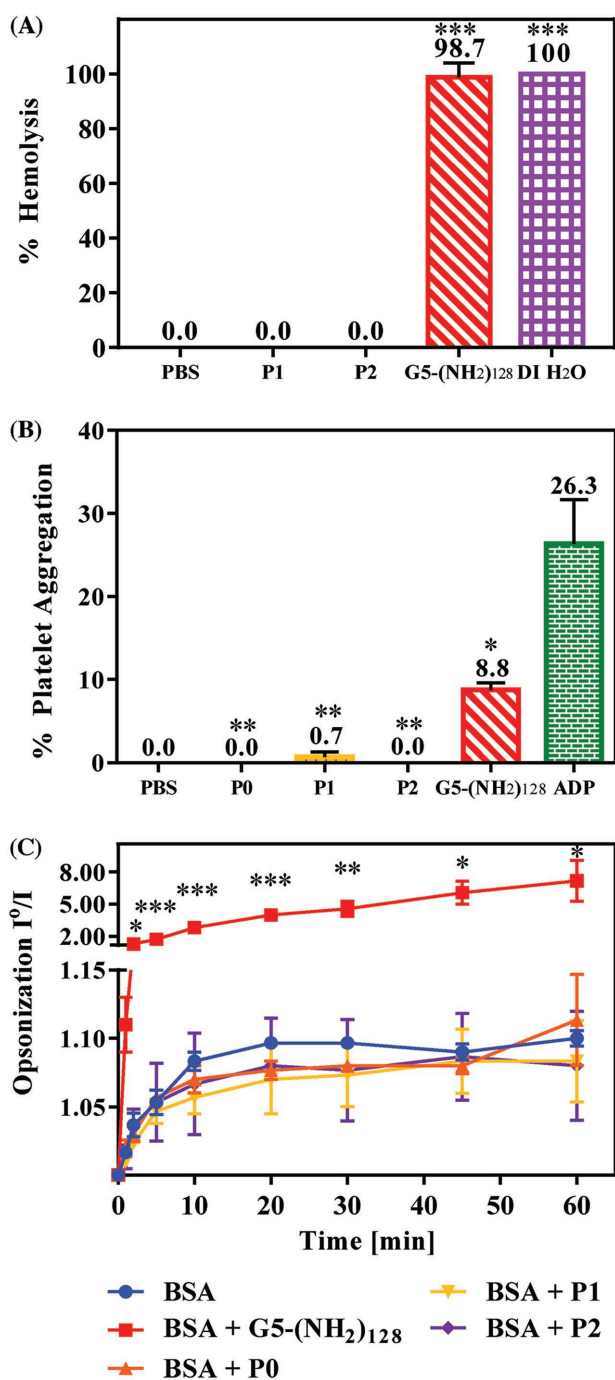 (A)
% Hemolysis
100
80
60
40
20
0
0.0 0.0 0.0 *** 98.7 *** 100
PBS P1 P2 G5-(NH2)128 DI H2O
(B)
% Platelet Aggregation
40
30
20
10
0
0.0 ** 0.0 ** 0.7 ** 0.0 * 8.8 26.3
PBS P0 P1 P2 G5-(NH2)128 ADP
(C)
Opsonization I⁰/I
8.00
5.00
2.00
1.15
1.10
1.05
* *** *** *** ** * *
0 10 20 30 40 50 60
Time [min]
BSA
BSA + G5-(NH2)128
BSA + P0
BSA + P1
BSA + P2